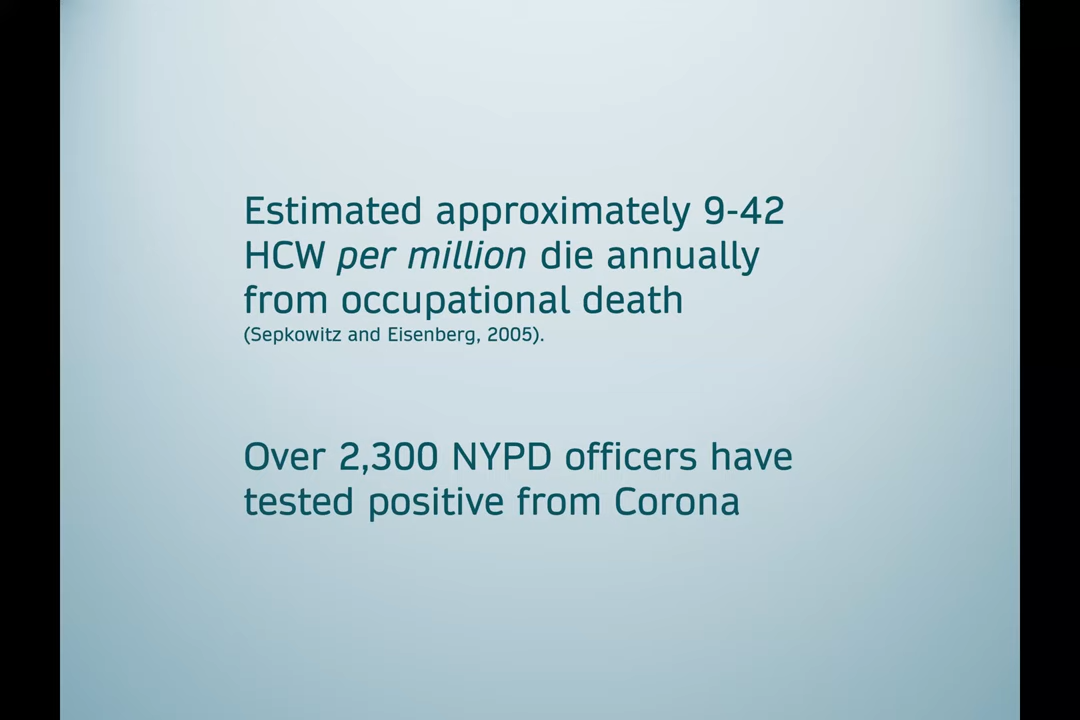 Estimated approximately 9-42
HCW per million die annually
from occupational death
(Sepkowitz and Eisenberg, 2005).
Over 2,300 NYPD officers have
tested positive from Corona